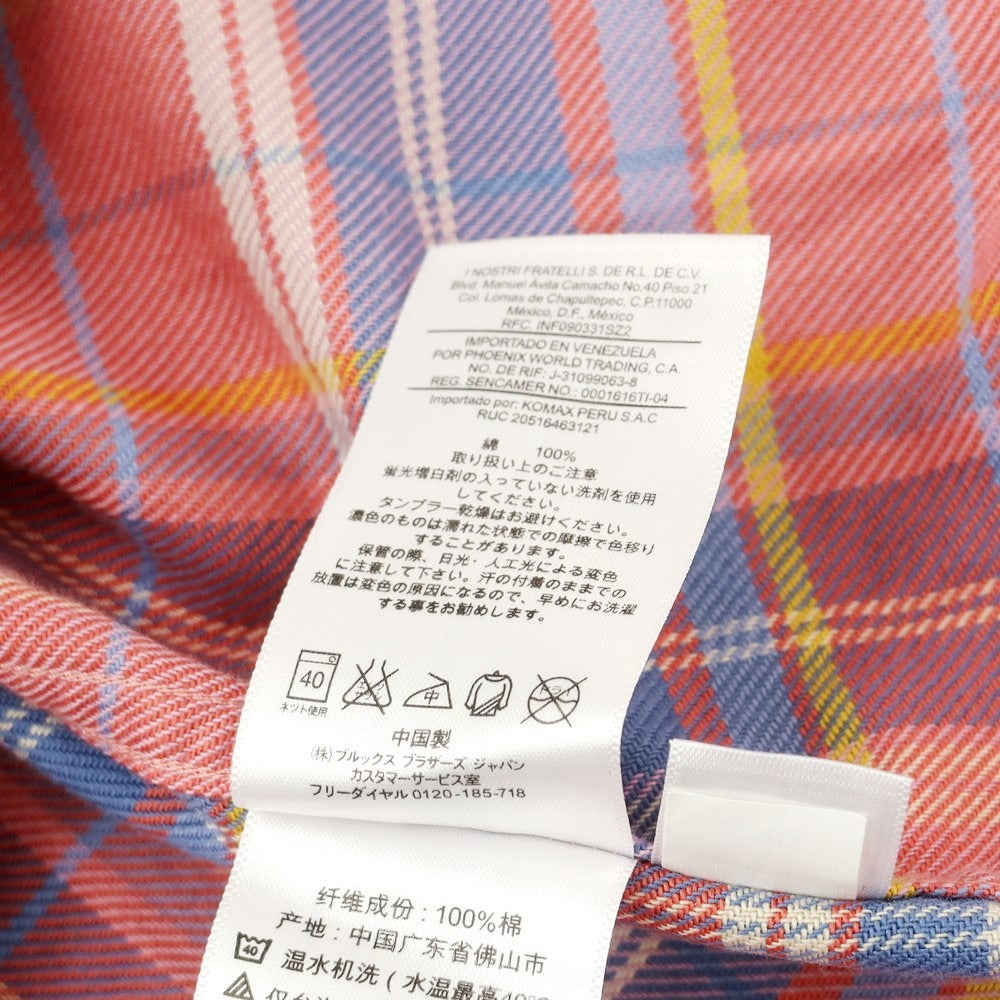 I NOSTRI FRATELLI S. DE R.L. DE C.V.
Blvd. Manuel Avila Camacho No.40 Piso 21
Col. Lomas de Chapultepec, C.P.11000
México, D.F., México
RFC. INF090331SZ2
IMPORTADO EN VENEZUELA
POR PHOENIX WORLD TRADING, C.A.
NO. DE RIF: J-31099063-8
REG. SENCAMER NO.: 0001616TI-04
Importado por: KOMAX PERU S.A.C
RUC 20516463121
綿 100%
取り扱い上のご注意
蛍光増白剤の入っていない洗剤を使用
してください。
タンブラー乾燥はお避けください。
濃色のものは濡れた状態での摩擦で色移り
することがあります。
保管の際、日光・人工光による変色
に注意して下さい。汗の付着のままでの
放置は変色の原因になるので、早めにお洗濯
する事をお勧めします。
40 中 ドライ
ネット使用
中国製
(株) ブルックス ブラザーズ ジャパン
カスタマーサービス室
フリーダイヤル 0120-185-718
纤维成份 : 100%棉
产地 : 中国广东省佛山市
40 温水机洗 ( 水温最高40°C